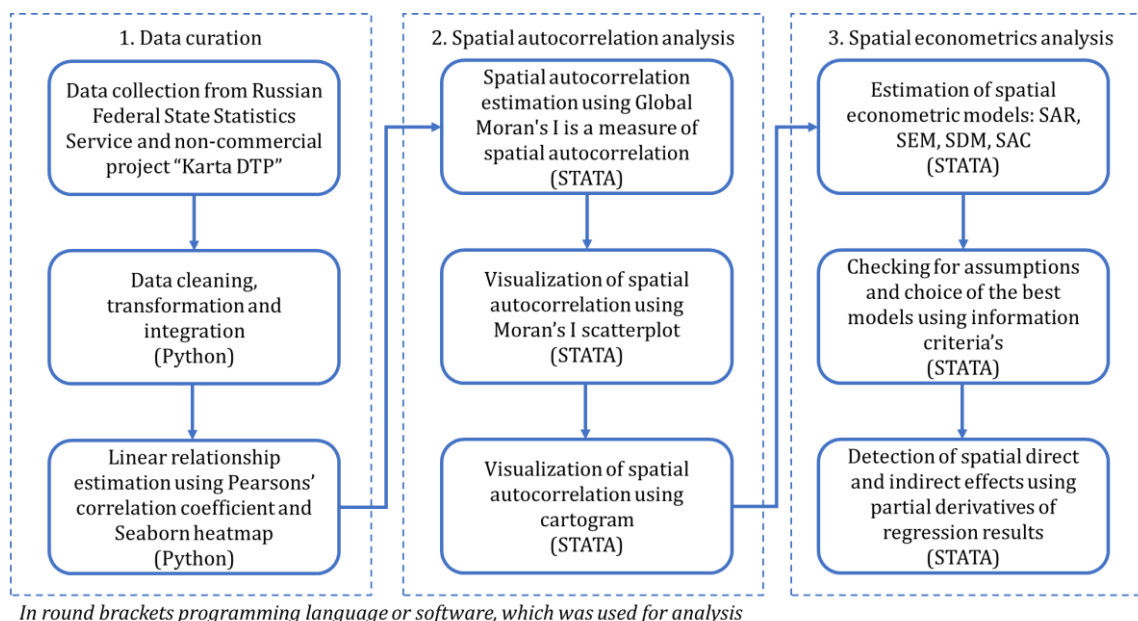 1. Data curation
Data collection from Russian
Federal State Statistics
Service and non-commercial
project “Karta DTP”
Data cleaning,
transformation and
integration
(Python)
Linear relationship
estimation using Pearsons’
correlation coefficient and
Seaborn heatmap
(Python)
2. Spatial autocorrelation analysis
Spatial autocorrelation
estimation using Global
Moran's I is a measure of
spatial autocorrelation
(STATA)
Visualization of spatial
autocorrelation using
Moran’s I scatterplot
(STATA)
Visualization of spatial
autocorrelation using
cartogram
(STATA)
3. Spatial econometrics analysis
Estimation of spatial
econometric models: SAR,
SEM, SDM, SAC
(STATA)
Checking for assumptions
and choice of the best
models using information
criteria’s
(STATA)
Detection of spatial direct
and indirect effects using
partial derivatives of
regression results
(STATA)
In round brackets programming language or software, which was used for analysis